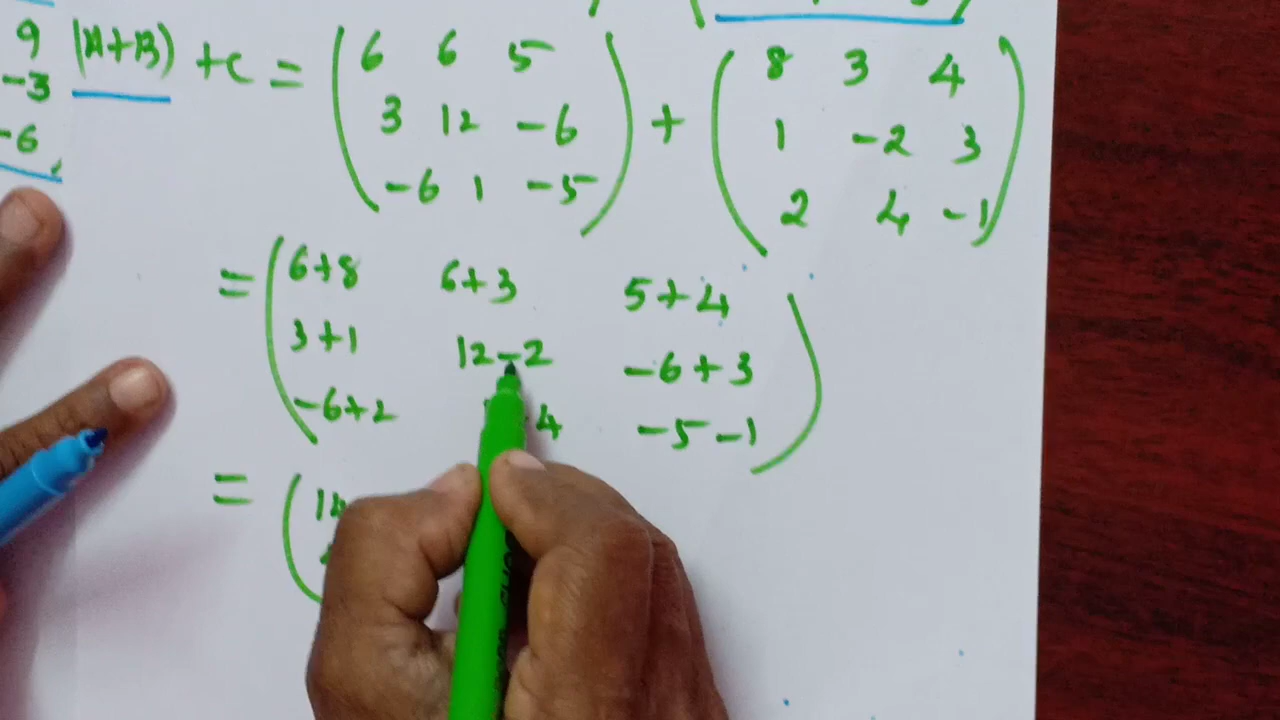 9 (A+B) + C = ( 6 6 5 ) + ( 8 3 4 )
-3 3 12 -6 1 -2 3
-6 -6 1 -5 2 4 -1
= ( 6+8 6+3 5+4 )
3+1 12-2 -6+3
-6+2 4 -5-1
= ( 14